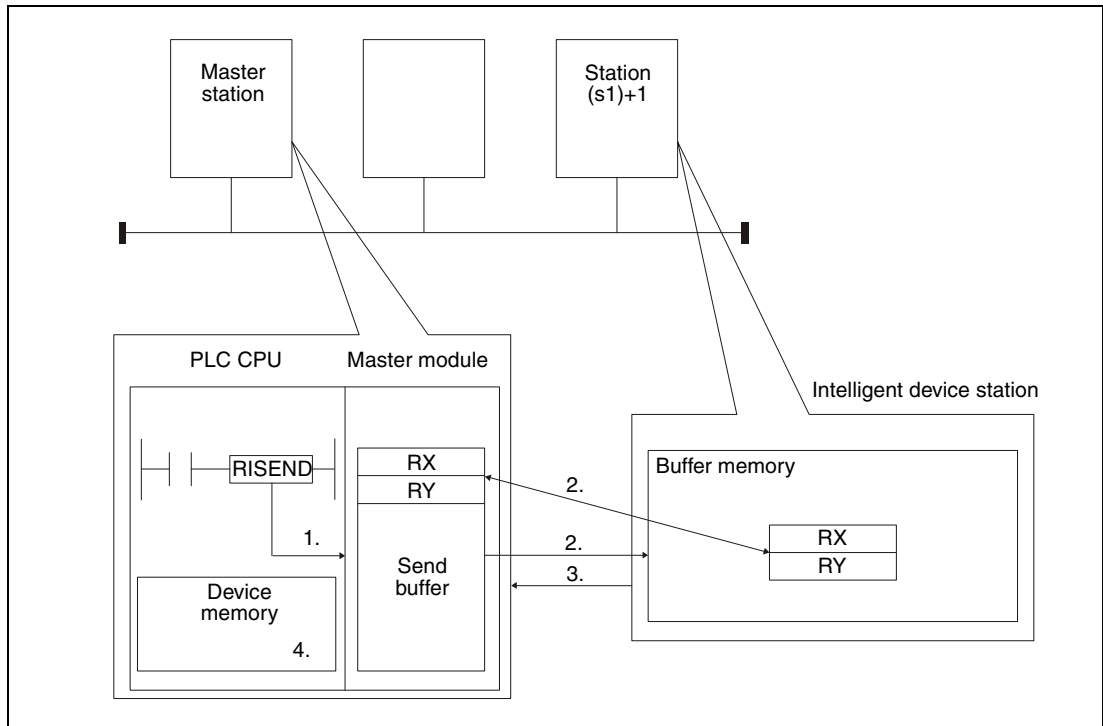 Master
station
Station
(s1)+1
PLC CPU
Master module
RISEND
1.
Device
memory
4.
RX
RY
Send
buffer
2.
2.
3.
Intelligent device station
Buffer memory
RX
RY